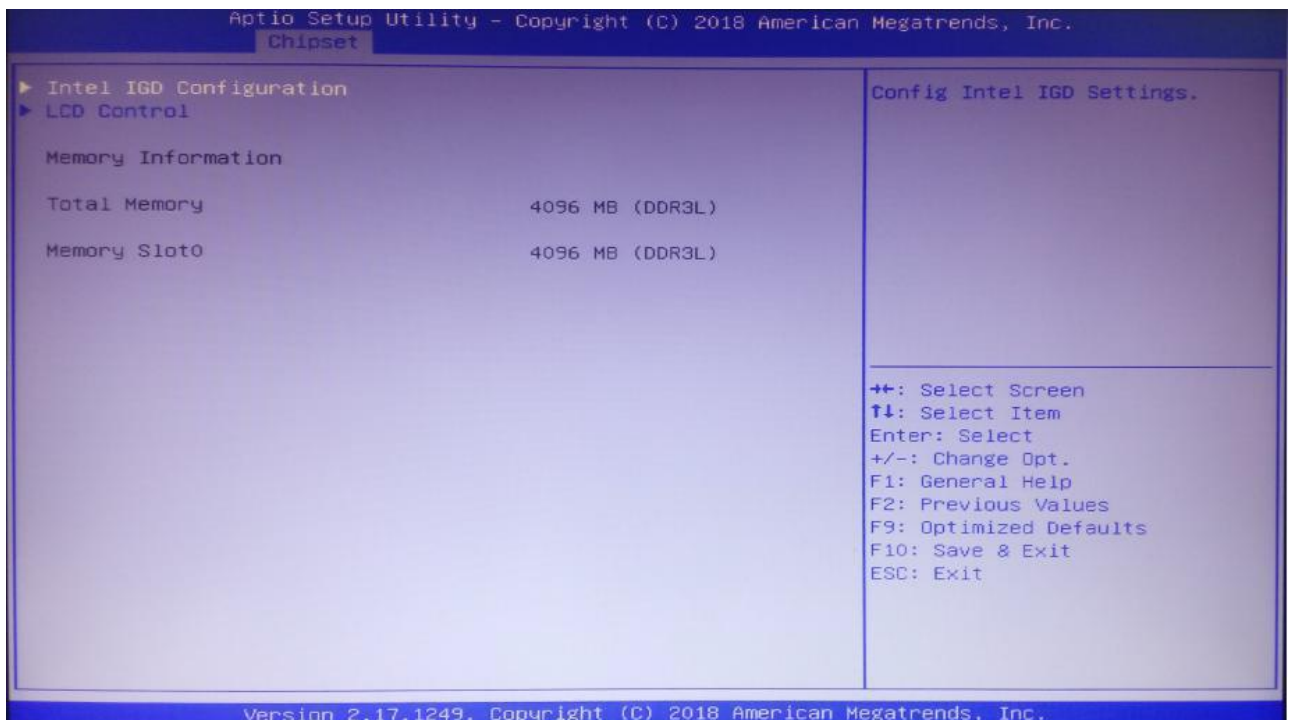 Aptio Setup Utility – Copyright (C) 2018 American Megatrends, Inc.
Chipset
► Intel IGD Configuration
► LCD Control
Memory Information
Total Memory 4096 MB (DDR3L)
Memory Slot0 4096 MB (DDR3L)
Config Intel IGD Settings.
→←: Select Screen
↑↓: Select Item
Enter: Select
+/-: Change Opt.
F1: General Help
F2: Previous Values
F9: Optimized Defaults
F10: Save & Exit
ESC: Exit
Version 2.17.1249. Copyright (C) 2018 American Megatrends, Inc.